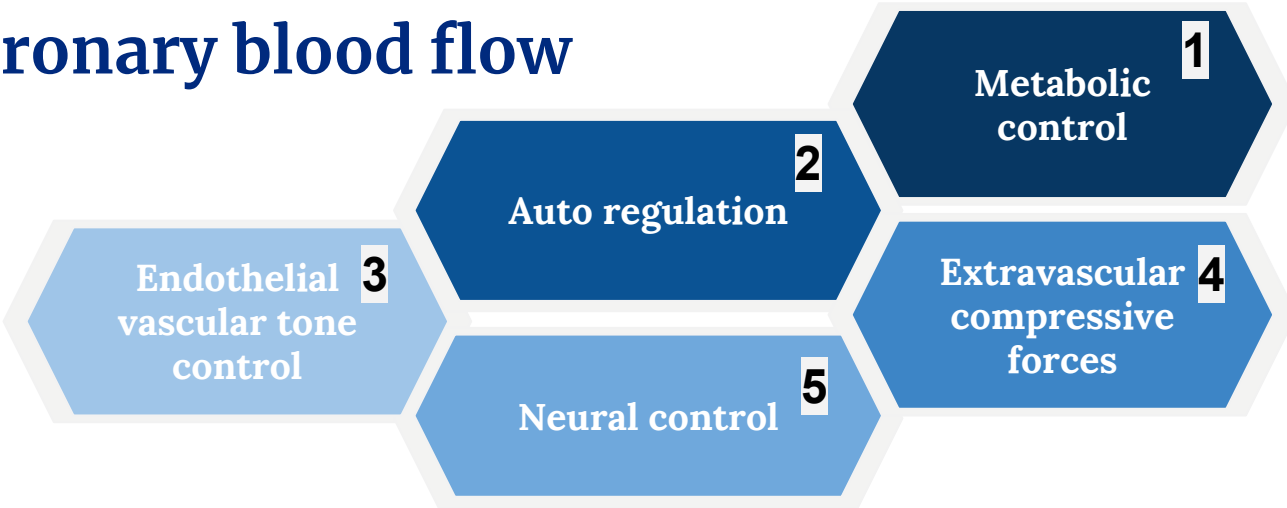 ronary blood flow
1
Metabolic
control
2
Auto regulation
3
Endothelial
vascular tone
control
4
Extravascular
compressive
forces
5
Neural control